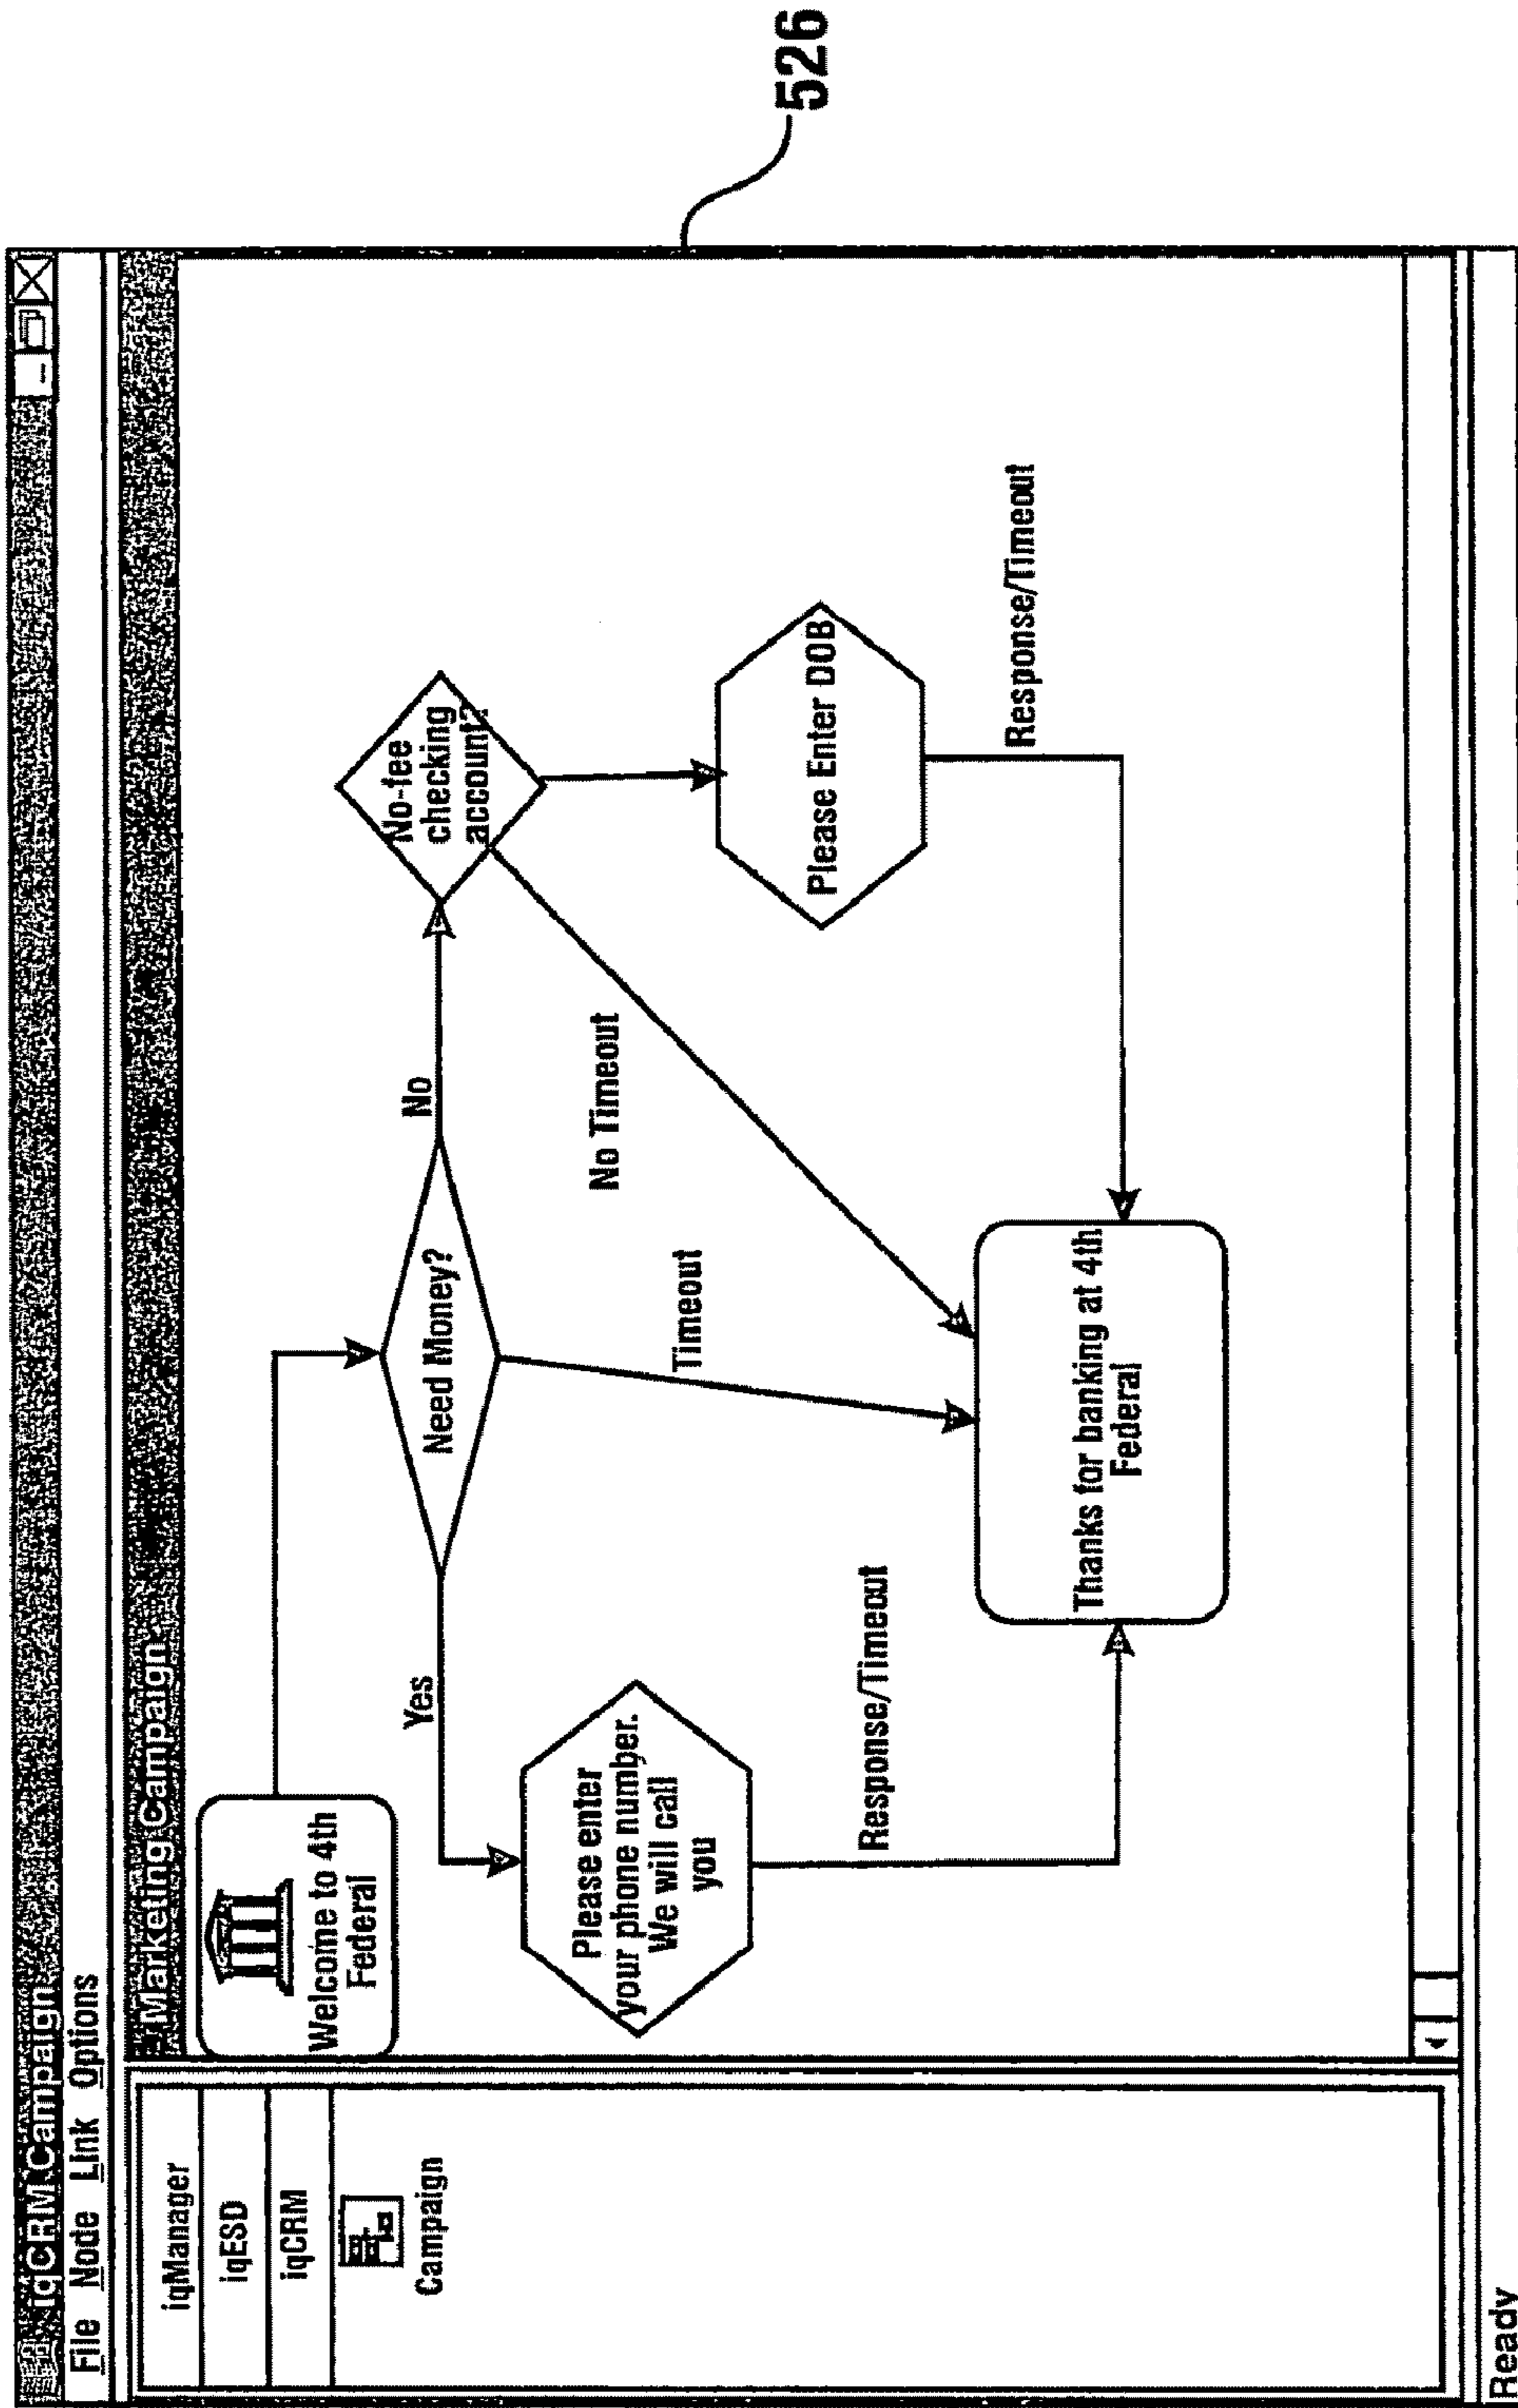 iqCRM Campaign
File Node Link Options
Marketing Campaign
iqManager
iqESD
iqCRM
Campaign
Welcome to 4th
Federal
Need Money?
Yes
No
No-fee
checking
account?
Please enter
your phone number.
We will call
you
Timeout
No Timeout
Please Enter DOB
Response/Timeout
Response/Timeout
Thanks for banking at 4th
Federal
Ready
526